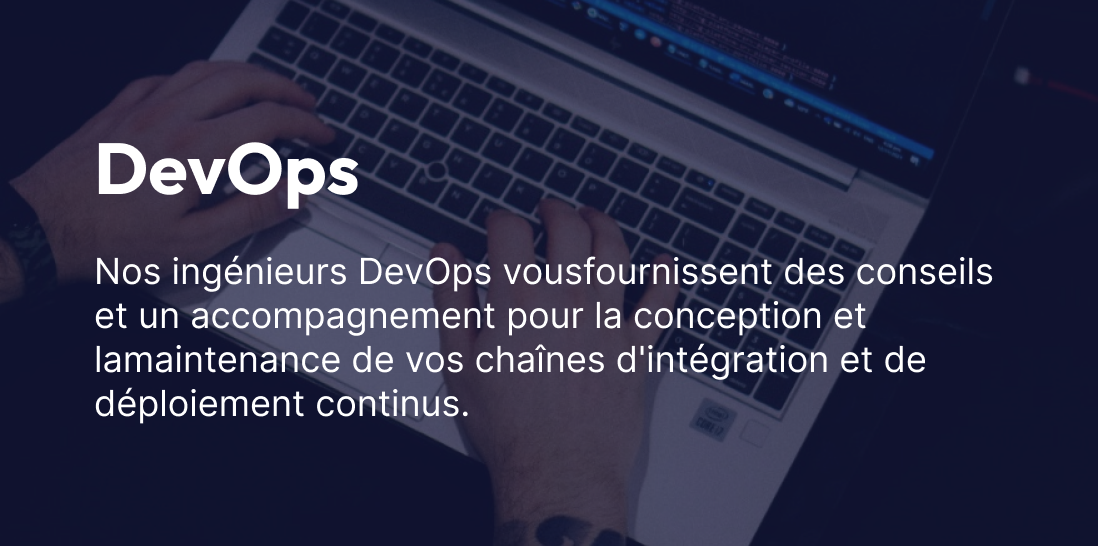 DevOps
Nos ingénieurs DevOps vousfournissent des conseils
et un accompagnement pour la conception et
lamaintenance de vos chaînes d'intégration et de
déploiement continus.